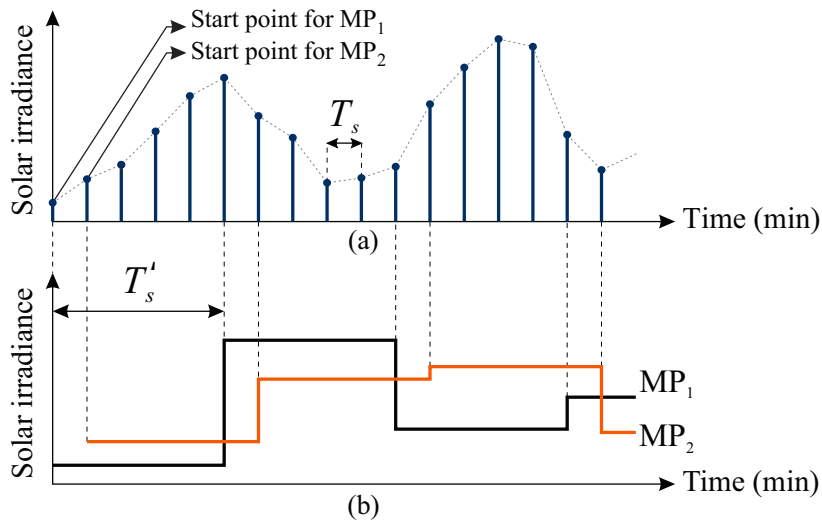 Start point for MP₁
Start point for MP₂
Solar irradiance
Tₛ
Time (min)
(a)
Solar irradiance
Tₛ'
MP₁
MP₂
Time (min)
(b)